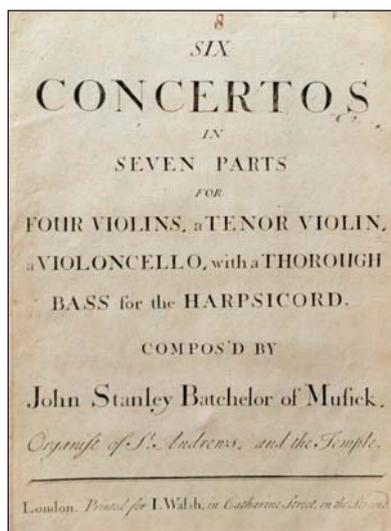 8
SIX
CONCERTOS
IN
SEVEN PARTS
FOR
FOUR VIOLINS, a TENOR VIOLIN,
a VIOLONCELLO, with a THOROUGH
BASS for the HARPSICORD.
COMPOS'D BY
John Stanley Batchelor of Musick.
Organist of St. Andrews, and the Temple.
London. Printed for I. Walsh, in Catharine Street, in the Strand